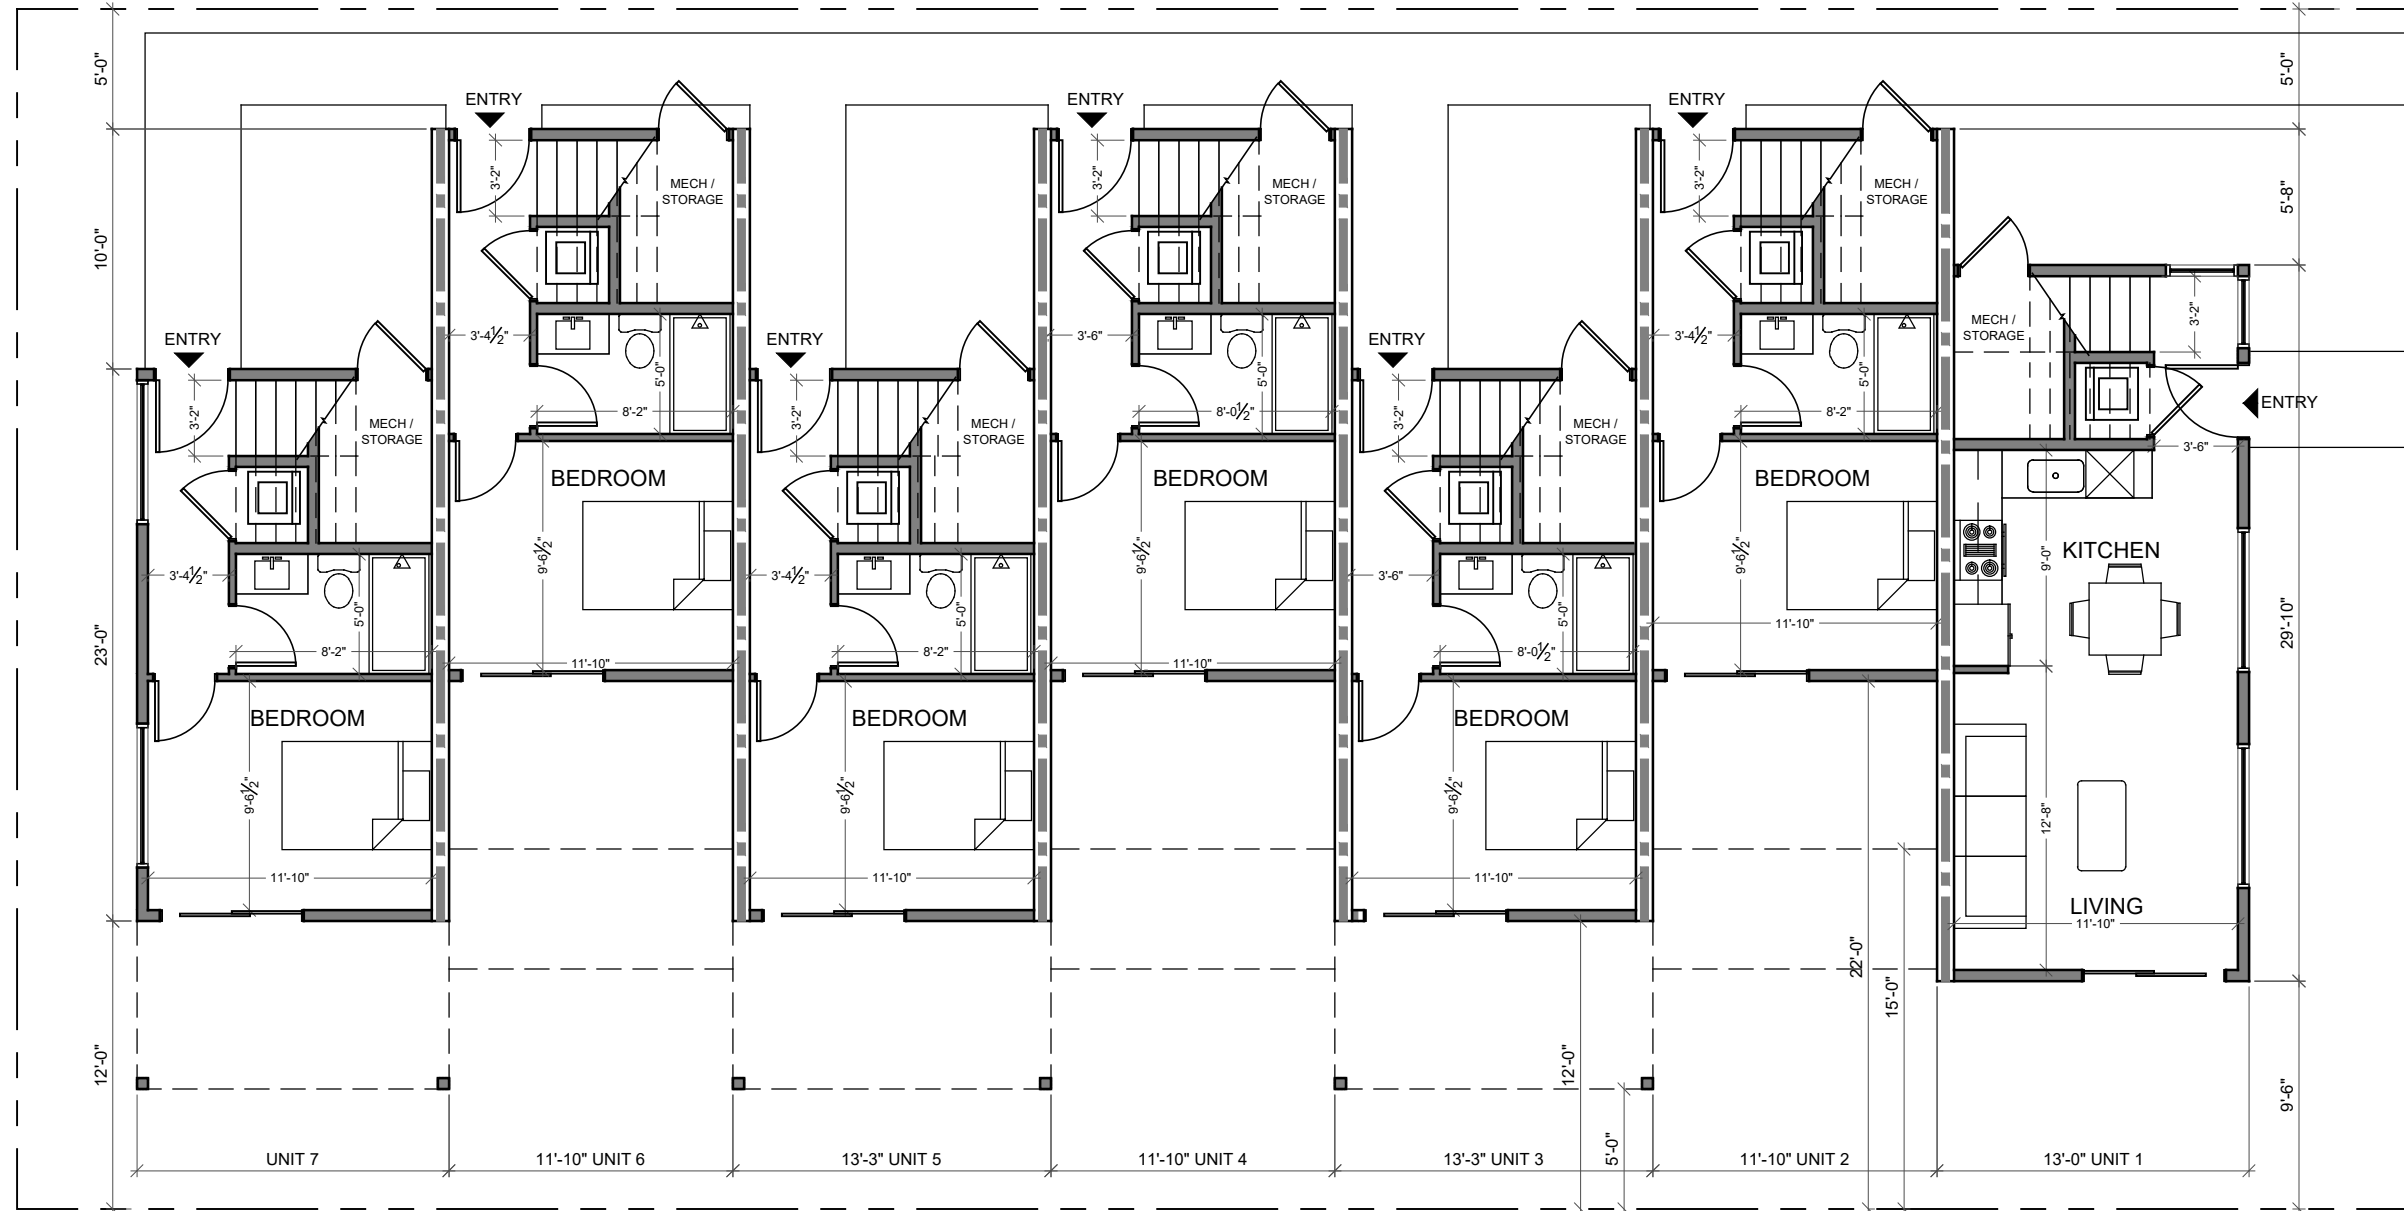 5'-0"
5'-0"
ENTRY
ENTRY
ENTRY
3'-2"
MECH /
STORAGE
3'-2"
MECH /
STORAGE
3'-2"
MECH /
STORAGE
5'-8"
10'-0"
3'-4½"
5'-0"
8'-2"
3'-6"
5'-0"
8'-0½"
3'-4½"
5'-0"
8'-2"
MECH /
STORAGE
3'-2"
ENTRY
ENTRY
ENTRY
ENTRY
3'-2"
MECH /
STORAGE
3'-2"
MECH /
STORAGE
3'-2"
MECH /
STORAGE
3'-6"
BEDROOM
BEDROOM
BEDROOM
9'-6½"
9'-6½"
9'-6½"
KITCHEN
9'-0"
3'-4½"
5'-0"
8'-2"
3'-4½"
5'-0"
8'-2"
3'-6"
5'-0"
8'-0½"
11'-10"
11'-10"
11'-10"
23'-0"
29'-10"
BEDROOM
BEDROOM
BEDROOM
9'-6½"
9'-6½"
9'-6½"
12'-8"
11'-10"
11'-10"
11'-10"
LIVING
11'-10"
22'-0"
15'-0"
12'-0"
12'-0"
9'-6"
5'-0"
UNIT 7
11'-10" UNIT 6
13'-3" UNIT 5
11'-10" UNIT 4
13'-3" UNIT 3
11'-10" UNIT 2
13'-0" UNIT 1